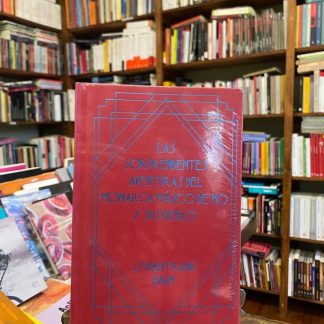 LAS
SORPRENDENTES
AVENTURAS DEL
MONARCA MÁGICO DE MO
Y SU PUEBLO
LYMAN FRANK
BAUM